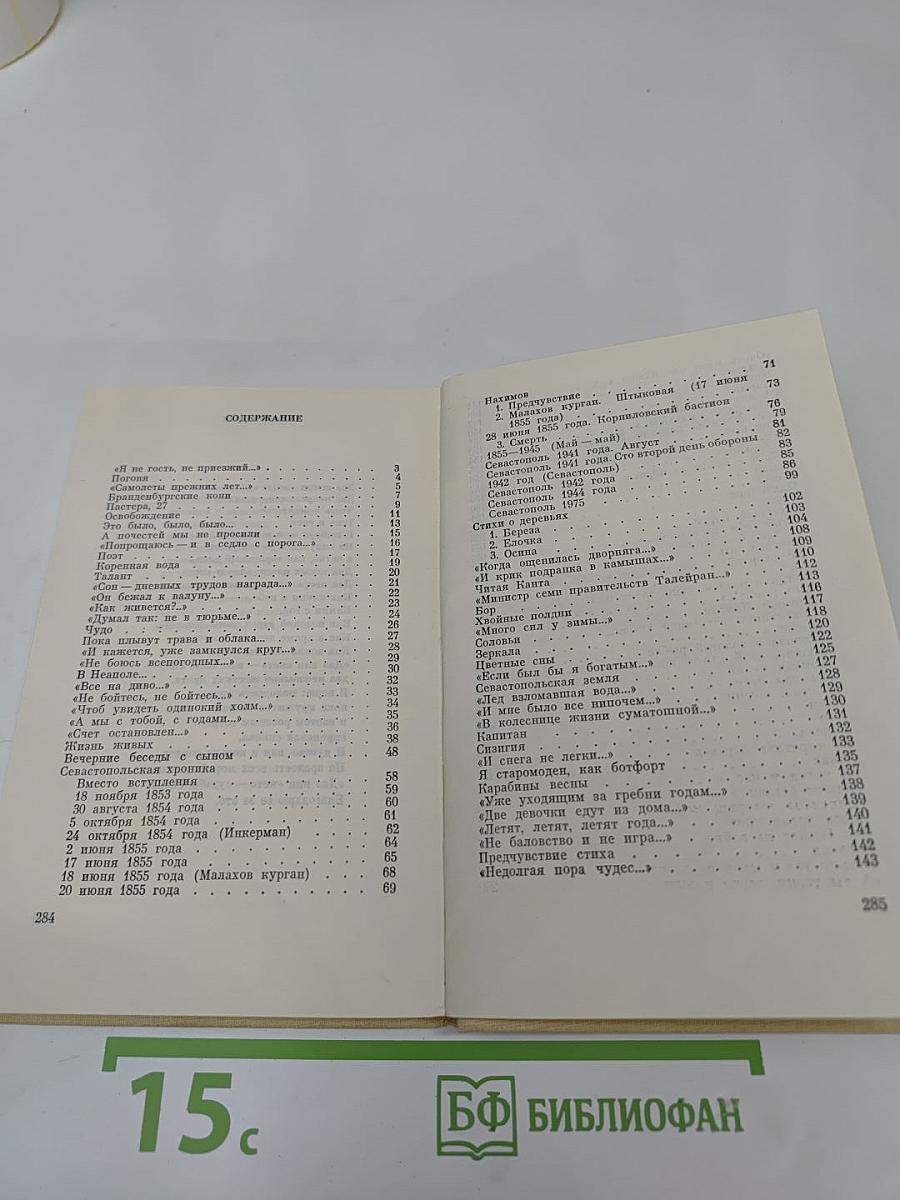 СОДЕРЖАНИЕ
«Я не гость, не приезжий...» . . . 3
Погоня . . . 4
«Самолеты прежних лет...» . . . 5
Бранденбургские кони . . . 7
Пастера, 27 . . . 9
Освобождение . . . 11
Это было, было, было... . . . 13
А почестей мы не просили . . . 15
«Попрощаюсь — и в седло с порога...» . . . 16
Поэт . . . 17
Коренная вода . . . 19
Талант . . . 20
«Сон — дневных трудов награда...» . . . 21
«Он бежал к валуну...» . . . 22
«Как живется?..» . . . 23
«Думал так: не в тюрьме...» . . . 24
Чудо . . . 26
Пока плывут трава и облака... . . . 27
«И кажется, уже замкнулся круг...» . . . 28
«Не боюсь всепогодных...» . . . 29
В Неаполе... . . . 30
«Все на диво...» . . . 32
«Не бойтесь, не бойтесь...» . . . 33
«Чтоб увидеть одинокий холм...» . . . 34
«А мы с тобой, с годами...» . . . 35
«Счет остановлен...» . . . 36
Жизнь живых . . . 38
Вечерние беседы с сыном . . . 48
Севастопольская хроника
Вместо вступления . . . 58
18 ноября 1853 года . . . 59
30 августа 1854 года . . . 60
5 октября 1854 года . . . 61
24 октября 1854 года (Инкерман) . . . 62
2 июня 1855 года . . . 64
17 июня 1855 года . . . 65
18 июня 1855 года (Малахов курган) . . . 68
20 июня 1855 года . . . 69
284
Нахимов
1. Предчувствие . . . 71
2. Малахов курган. Штыковая (17 июня
1855 года) . . . 73
28 июня 1855 года. Корниловский бастион
3. Смерть . . . 76
1855—1945 (Май — май) . . . 79
Севастополь 1941 года. Август . . . 81
Севастополь 1941 года. Сто второй день обороны 82
1942 год (Севастополь) . . . 83
Севастополь 1942 года . . . 85
Севастополь 1944 года . . . 86
Севастополь 1975 . . . 99
Стихи о деревьях
1. Береза . . . 102
2. Елочка . . . 103
3. Осина . . . 104
«Когда ощенилась дворняга...» . . . 108
«И крик подранка в камышах...» . . . 109
Читая Канта . . . 110
«Министр семи правительств Талейран...» . . . 112
Бор . . . 113
Хвойные полдни . . . 116
«Много сил у зимы...» . . . 117
Соловьи . . . 118
Зеркала . . . 120
Цветные сны . . . 122
«Если был бы я богатым...» . . . 125
Севастопольская земля . . . 127
«Лед взломавшая вода...» . . . 128
«И мне было все нипочем...» . . . 129
«В колеснице жизни суматошной...» . . . 130
Капитан . . . 131
Сизигия . . . 132
«И снега не легки...» . . . 133
Я старомоден, как ботфорт . . . 135
Карабины весны . . . 137
«Уже уходящим за гребни годам...» . . . 138
«Две девочки едут из дома...» . . . 139
«Летят, летят, летят года...» . . . 140
«Не баловство и не игра...» . . . 141
Предчувствие стиха . . . 142
«Недолгая пора чудес...» . . . 143
285
15 с
БФ БИБЛИОФАН